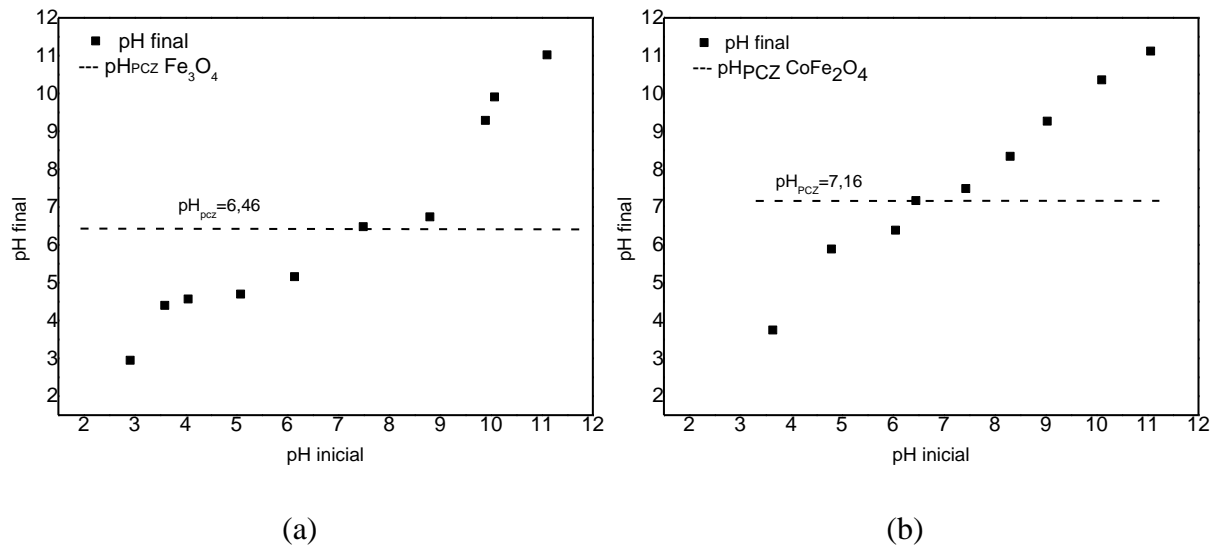 12
11
10
9
8
7
6
5
4
3
2
pH final
pH final
pHPCZ Fe3O4
pHpcz=6,46
2 3 4 5 6 7 8 9 10 11 12
pH inicial
(a)
12
11
10
9
8
7
6
5
4
3
2
pH final
pH final
pHPCZ CoFe2O4
pHPCZ=7,16
2 3 4 5 6 7 8 9 10 11 12
pH inicial
(b)